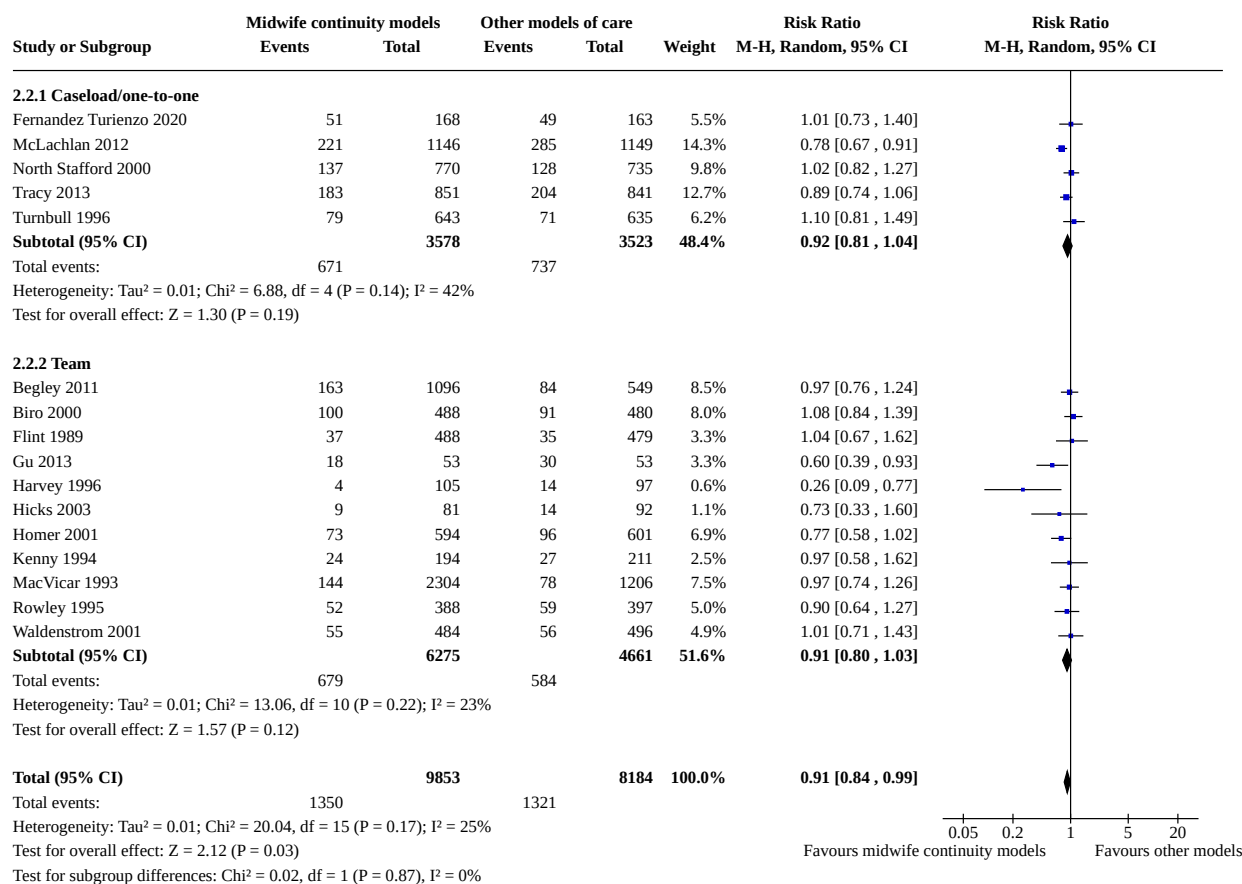 Midwife continuity models Other models of care Risk Ratio Risk Ratio
Study or Subgroup Events Total Events Total Weight M-H, Random, 95% CI M-H, Random, 95% CI
2.2.1 Caseload/one-to-one
Fernandez Turienzo 2020 51 168 49 163 5.5% 1.01 [0.73 , 1.40]
McLachlan 2012 221 1146 285 1149 14.3% 0.78 [0.67 , 0.91]
North Stafford 2000 137 770 128 735 9.8% 1.02 [0.82 , 1.27]
Tracy 2013 183 851 204 841 12.7% 0.89 [0.74 , 1.06]
Turnbull 1996 79 643 71 635 6.2% 1.10 [0.81 , 1.49]
Subtotal (95% CI) 3578 3523 48.4% 0.92 [0.81 , 1.04]
Total events: 671 737
Heterogeneity: Tau² = 0.01; Chi² = 6.88, df = 4 (P = 0.14); I² = 42%
Test for overall effect: Z = 1.30 (P = 0.19)
2.2.2 Team
Begley 2011 163 1096 84 549 8.5% 0.97 [0.76 , 1.24]
Biro 2000 100 488 91 480 8.0% 1.08 [0.84 , 1.39]
Flint 1989 37 488 35 479 3.3% 1.04 [0.67 , 1.62]
Gu 2013 18 53 30 53 3.3% 0.60 [0.39 , 0.93]
Harvey 1996 4 105 14 97 0.6% 0.26 [0.09 , 0.77]
Hicks 2003 9 81 14 92 1.1% 0.73 [0.33 , 1.60]
Homer 2001 73 594 96 601 6.9% 0.77 [0.58 , 1.02]
Kenny 1994 24 194 27 211 2.5% 0.97 [0.58 , 1.62]
MacVicar 1993 144 2304 78 1206 7.5% 0.97 [0.74 , 1.26]
Rowley 1995 52 388 59 397 5.0% 0.90 [0.64 , 1.27]
Waldenstrom 2001 55 484 56 496 4.9% 1.01 [0.71 , 1.43]
Subtotal (95% CI) 6275 4661 51.6% 0.91 [0.80 , 1.03]
Total events: 679 584
Heterogeneity: Tau² = 0.01; Chi² = 13.06, df = 10 (P = 0.22); I² = 23%
Test for overall effect: Z = 1.57 (P = 0.12)
Total (95% CI) 9853 8184 100.0% 0.91 [0.84 , 0.99]
Total events: 1350 1321
Heterogeneity: Tau² = 0.01; Chi² = 20.04, df = 15 (P = 0.17); I² = 25%
Test for overall effect: Z = 2.12 (P = 0.03)
Test for subgroup differences: Chi² = 0.02, df = 1 (P = 0.87), I² = 0%
0.05 0.2 1 5 20
Favours midwife continuity models Favours other models